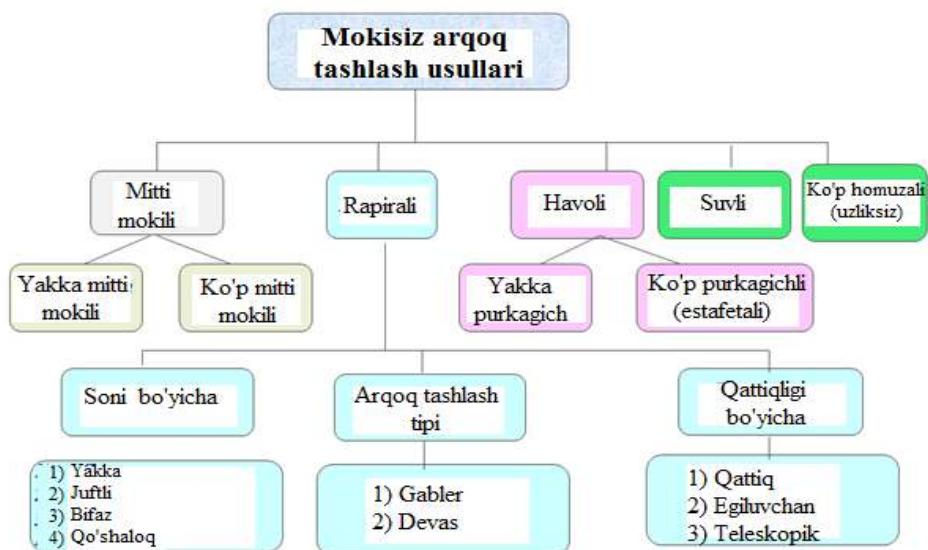 Mokisiz arqoq
tashlash usullari
Mitti
mokili
Rapirali
Havoli
Suvli
Ko'p homuzali
(uzliksiz)
Yakka mitti
mokili
Ko'p mitti
mokili
Yakka
purkagich
Ko'p purkagichli
(estafetali)
Soni bo'yicha
Arqoq tashlash
tipi
Qattiqligi
bo'yicha
1) Yakka
2) Juftli
3) Bifaz
4) Qo'shaloq
1) Gabler
2) Devas
1) Qattiq
2) Egiluvchan
3) Teleskopik